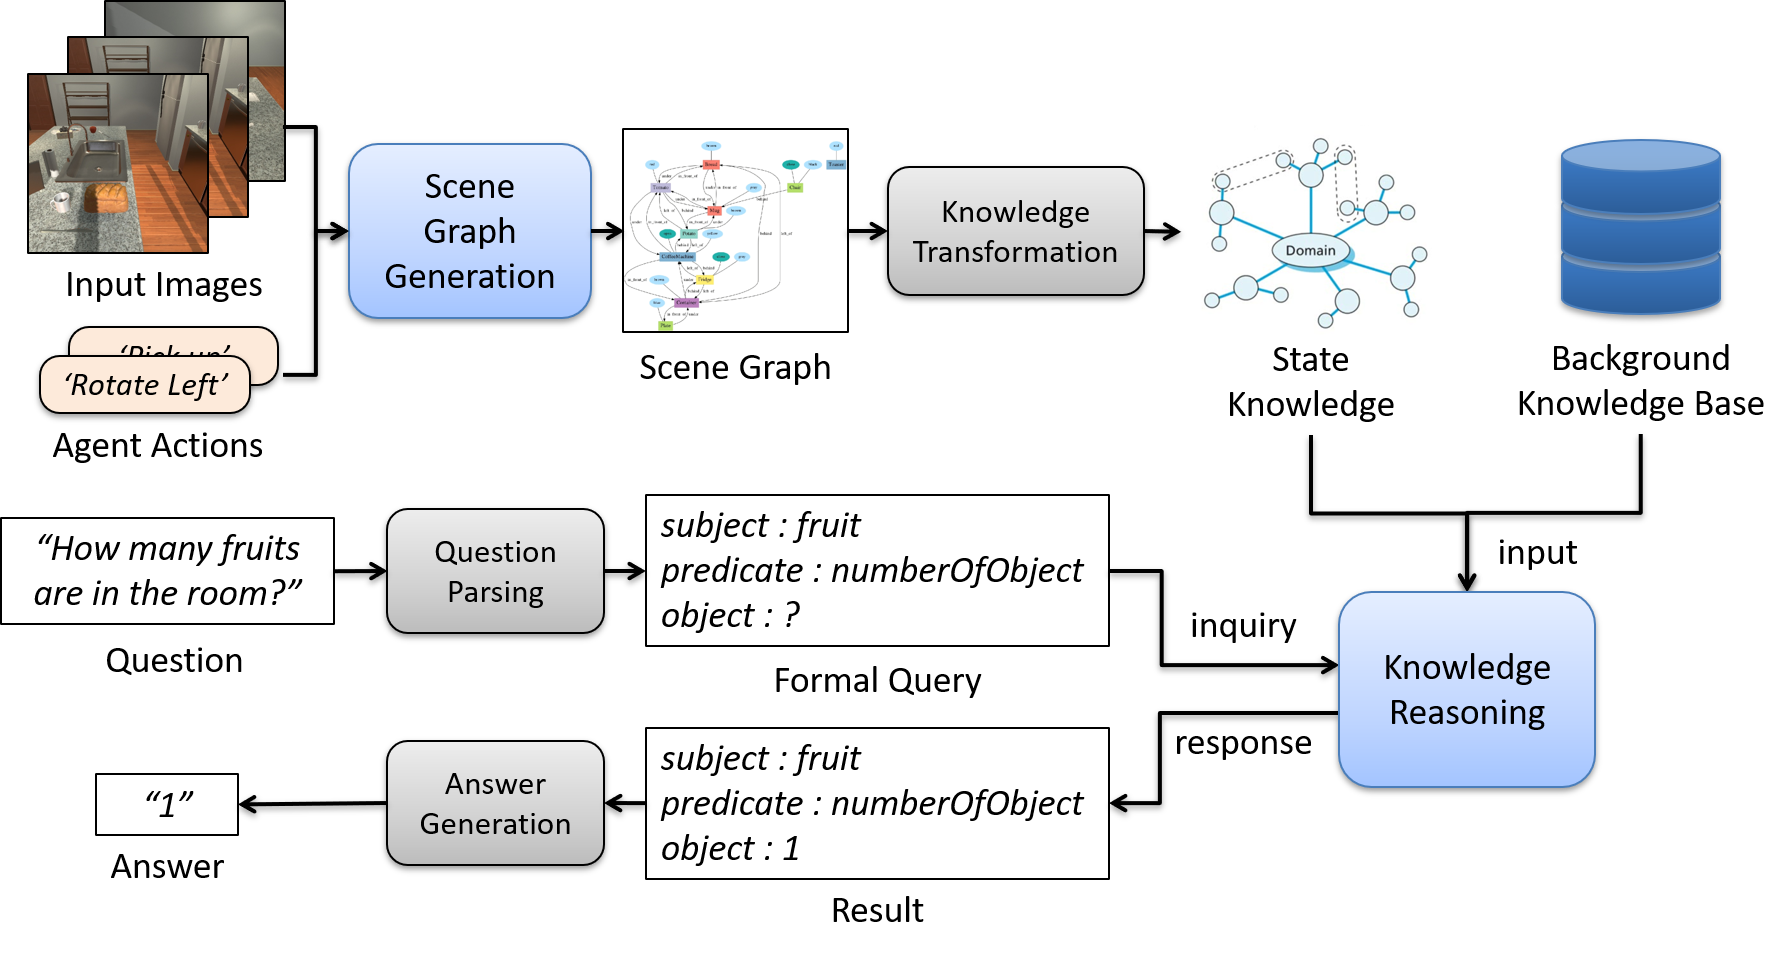 Input Images
‘Pick up’
‘Rotate Left’
Agent Actions
Scene
Graph
Generation
Scene Graph
Knowledge
Transformation
Domain
State
Knowledge
Background
Knowledge Base
input
“How many fruits
are in the room?”
Question
Question
Parsing
subject : fruit
predicate : numberOfObject
object : ?
Formal Query
inquiry
Knowledge
Reasoning
response
subject : fruit
predicate : numberOfObject
object : 1
Result
Answer
Generation
“1”
Answer